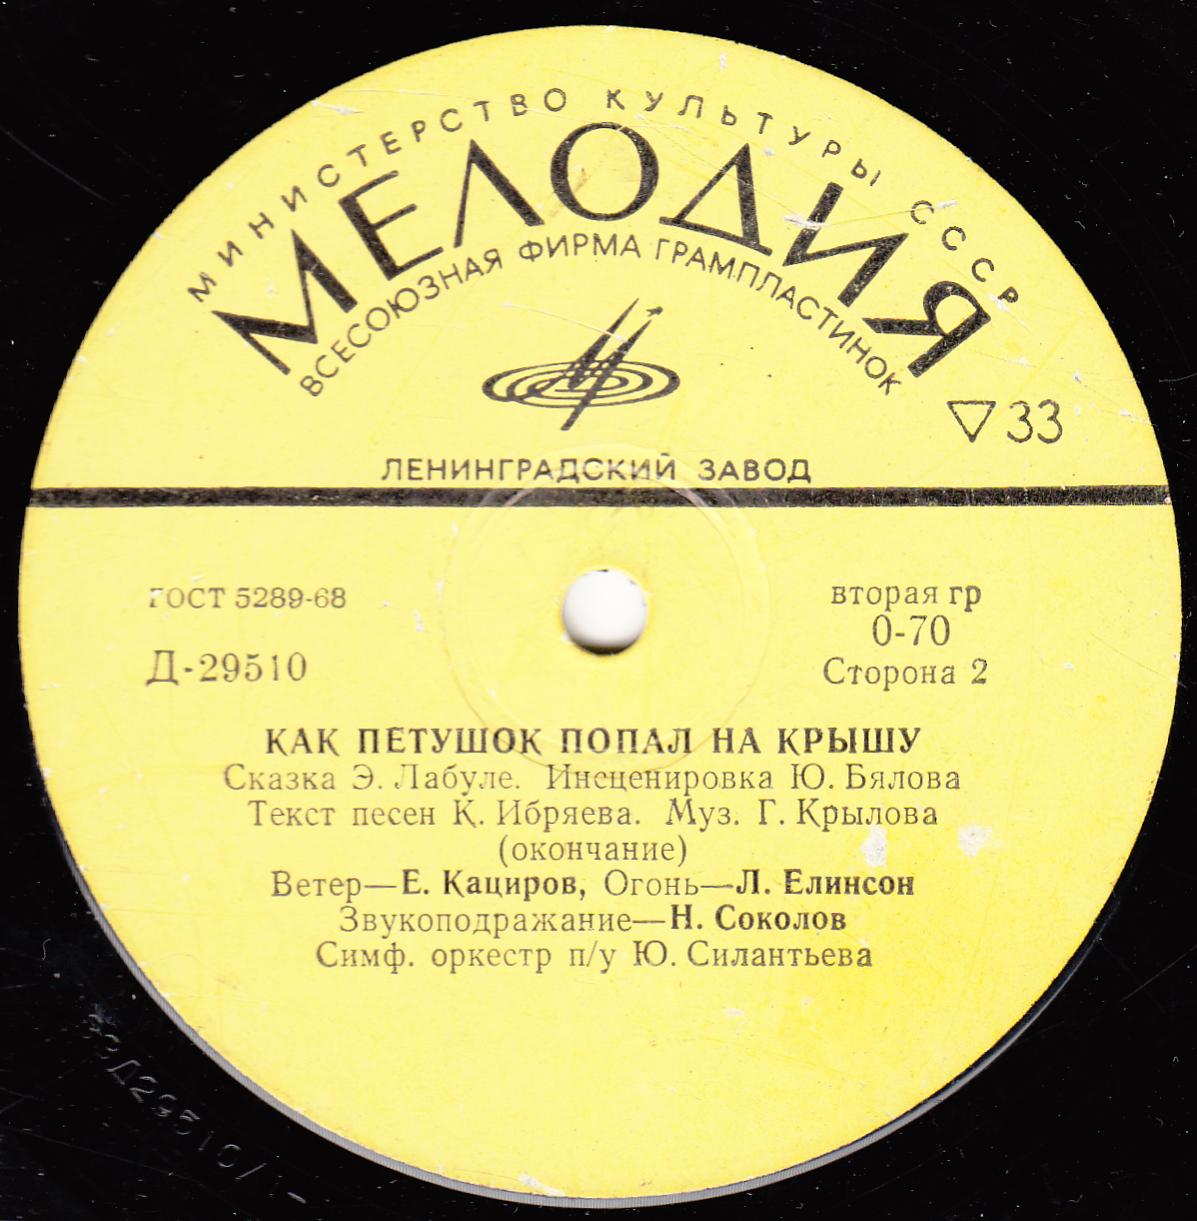 МИНИСТЕРСТВО КУЛЬТУРЫ СССР
МЕЛОДИЯ
ВСЕСОЮЗНАЯ ФИРМА ГРАМПЛАСТИНОК
33
ЛЕНИНГРАДСКИЙ ЗАВОД
ГОСТ 5289-68
вторая гр
0-70
Д-29510
Сторона 2
КАК ПЕТУШОК ПОПАЛ НА КРЫШУ
Сказка Э. Лабуле. Инсценировка Ю. Бялова
Текст песен К. Ибряева. Муз. Г. Крылова
(окончание)
Ветер—Е. Кациров, Огонь—Л. Елинсон
Звукоподражание—Н. Соколов
Симф. оркестр п/у Ю. Силантьева
33Д29510/1-